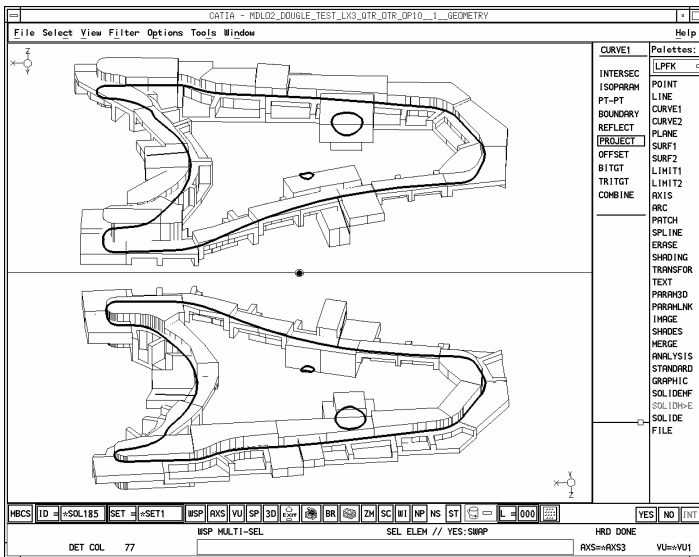 CATIA - MDLO2_DOUGLE_TEST_LX3_QTR_OTR_OP10__1__GEOMETRY
File Select View Filter Options Tools Window Help
Z
X
CURVE1
INTERSEC
ISOPARAM
PT-PT
BOUNDARY
REFLECT
PROJECT
OFFSET
BITGT
TRITGT
COMBINE
Palettes:
LPFK
POINT
LINE
CURVE1
CURVE2
PLANE
SURF1
SURF2
LIMIT1
LIMIT2
AXIS
ARC
PATCH
SPLINE
ERASE
SHADING
TRANSFOR
TEXT
PARAM3D
PARAMLNK
IMAGE
SHADES
MERGE
ANALYSIS
STANDARD
GRAPHIC
SOLIDEMF
SOLIDM>E
SOLIDE
FILE
X
Z
MBCS ID = *SOL185 SET = *SET1 WSP AXS VU SP 3D EXIT BR ZM SC WI NP NS ST L = 000 YES NO INT
WSP MULTI-SEL SEL ELEM // YES:SWAP HRD DONE
DET COL 77 AXS=*AXS3 VU=*VU1